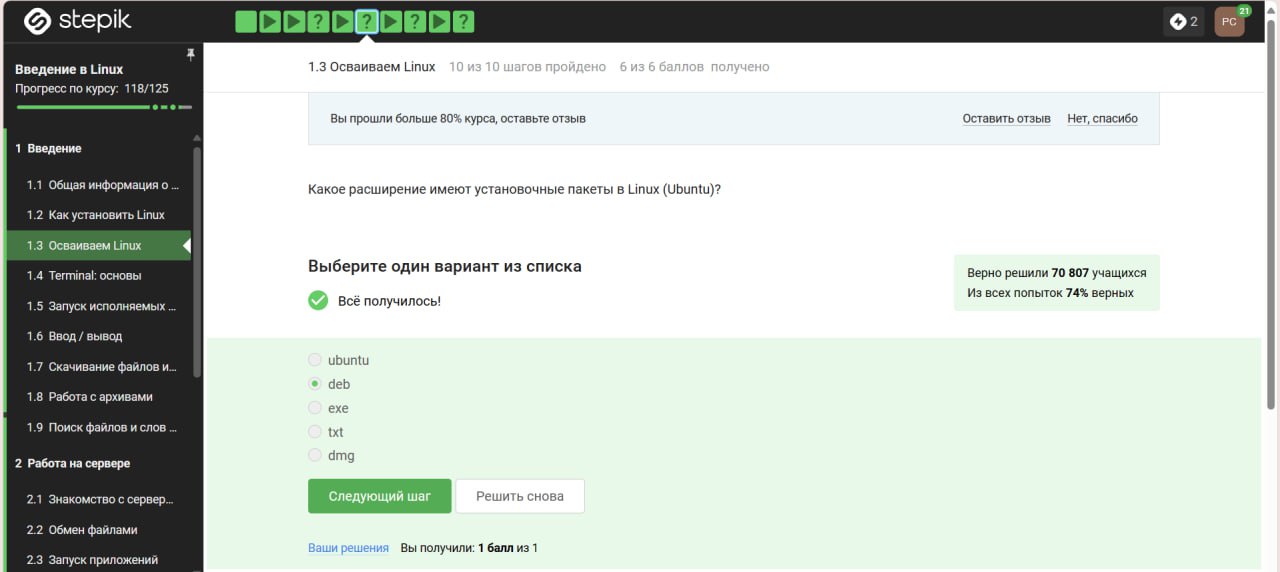 stepik
? ? ? ?
2
РС
21
Введение в Linux
Прогресс по курсу: 118/125
1 Введение
1.1 Общая информация о ...
1.2 Как установить Linux
1.3 Осваиваем Linux
1.4 Terminal: основы
1.5 Запуск исполняемых ...
1.6 Ввод / вывод
1.7 Скачивание файлов и...
1.8 Работа с архивами
1.9 Поиск файлов и слов ...
2 Работа на сервере
2.1 Знакомство с сервер...
2.2 Обмен файлами
2.3 Запуск приложений
1.3 Осваиваем Linux 10 из 10 шагов пройдено 6 из 6 баллов получено
Вы прошли больше 80% курса, оставьте отзыв Оставить отзыв Нет, спасибо
Какое расширение имеют установочные пакеты в Linux (Ubuntu)?
Выберите один вариант из списка
Всё получилось!
Верно решили 70 807 учащихся
Из всех попыток 74% верных
ubuntu
deb
exe
txt
dmg
Следующий шаг Решить снова
Ваши решения Вы получили: 1 балл из 1